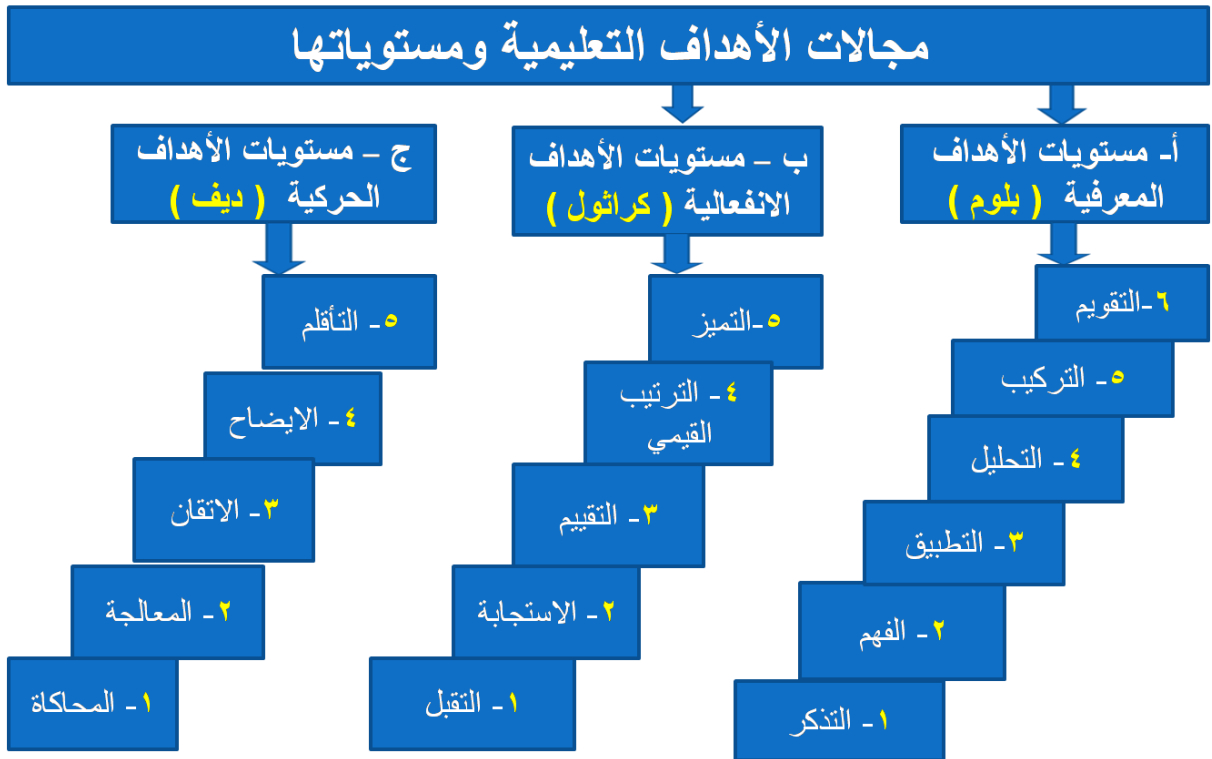 مجالات الأهداف التعليمية ومستوياتها
أ- مستويات الأهداف
المعرفية ( بلوم )
٦-التقويم
٥- التركيب
٤- التحليل
٣- التطبيق
٢- الفهم
١- التذكر
ب – مستويات الأهداف
الانفعالية ( كراثول )
٥-التميز
٤- الترتيب
القيمي
٣- التقييم
٢- الاستجابة
١- التقبل
ج – مستويات الأهداف
الحركية ( ديف )
٥- التأقلم
٤- الايضاح
٣- الاتقان
٢- المعالجة
١- المحاكاة